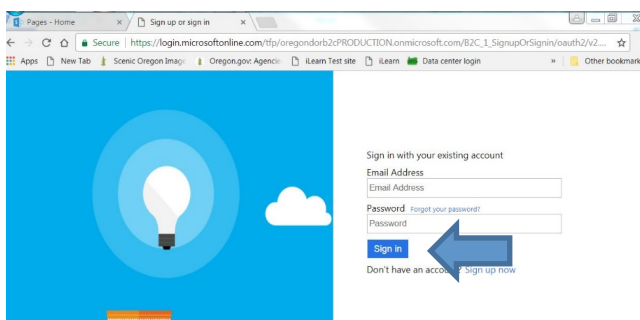 Pages - Home
Sign up or sign in
Secure | https://login.microsoftonline.com/tfp/oregondorb2cPRODUCTION.onmicrosoft.com/B2C_1_SignupOrSignin/oauth2/v2....
Apps New Tab Scenic Oregon Image Oregon.gov: Agencie iLearn Test site iLearn Data center login » Other bookmark
Sign in with your existing account
Email Address
Email Address
Password Forgot your password?
Password
Sign in
Don't have an account? Sign up now